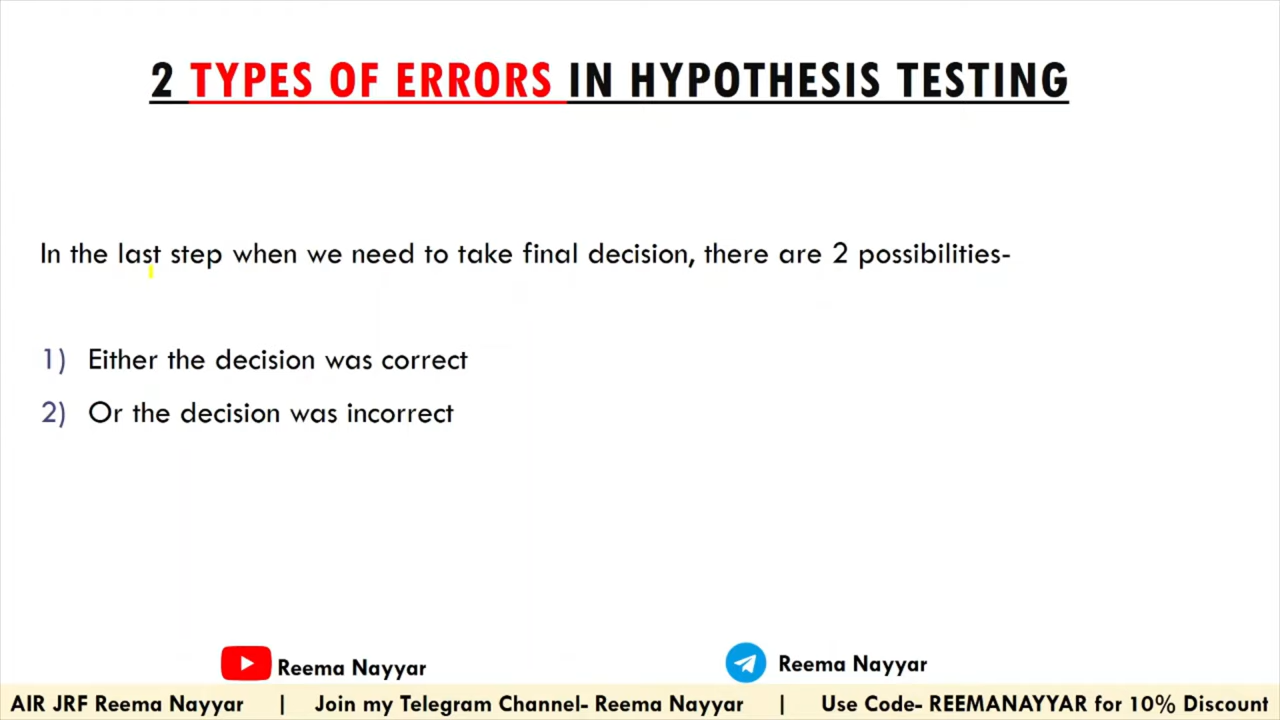 2 TYPES OF ERRORS IN HYPOTHESIS TESTING
In the last step when we need to take final decision, there are 2 possibilities-
1) Either the decision was correct
2) Or the decision was incorrect
Reema Nayyar
Reema Nayyar
AIR JRF Reema Nayyar | Join my Telegram Channel- Reema Nayyar | Use Code- REEMANAYYAR for 10% Discount